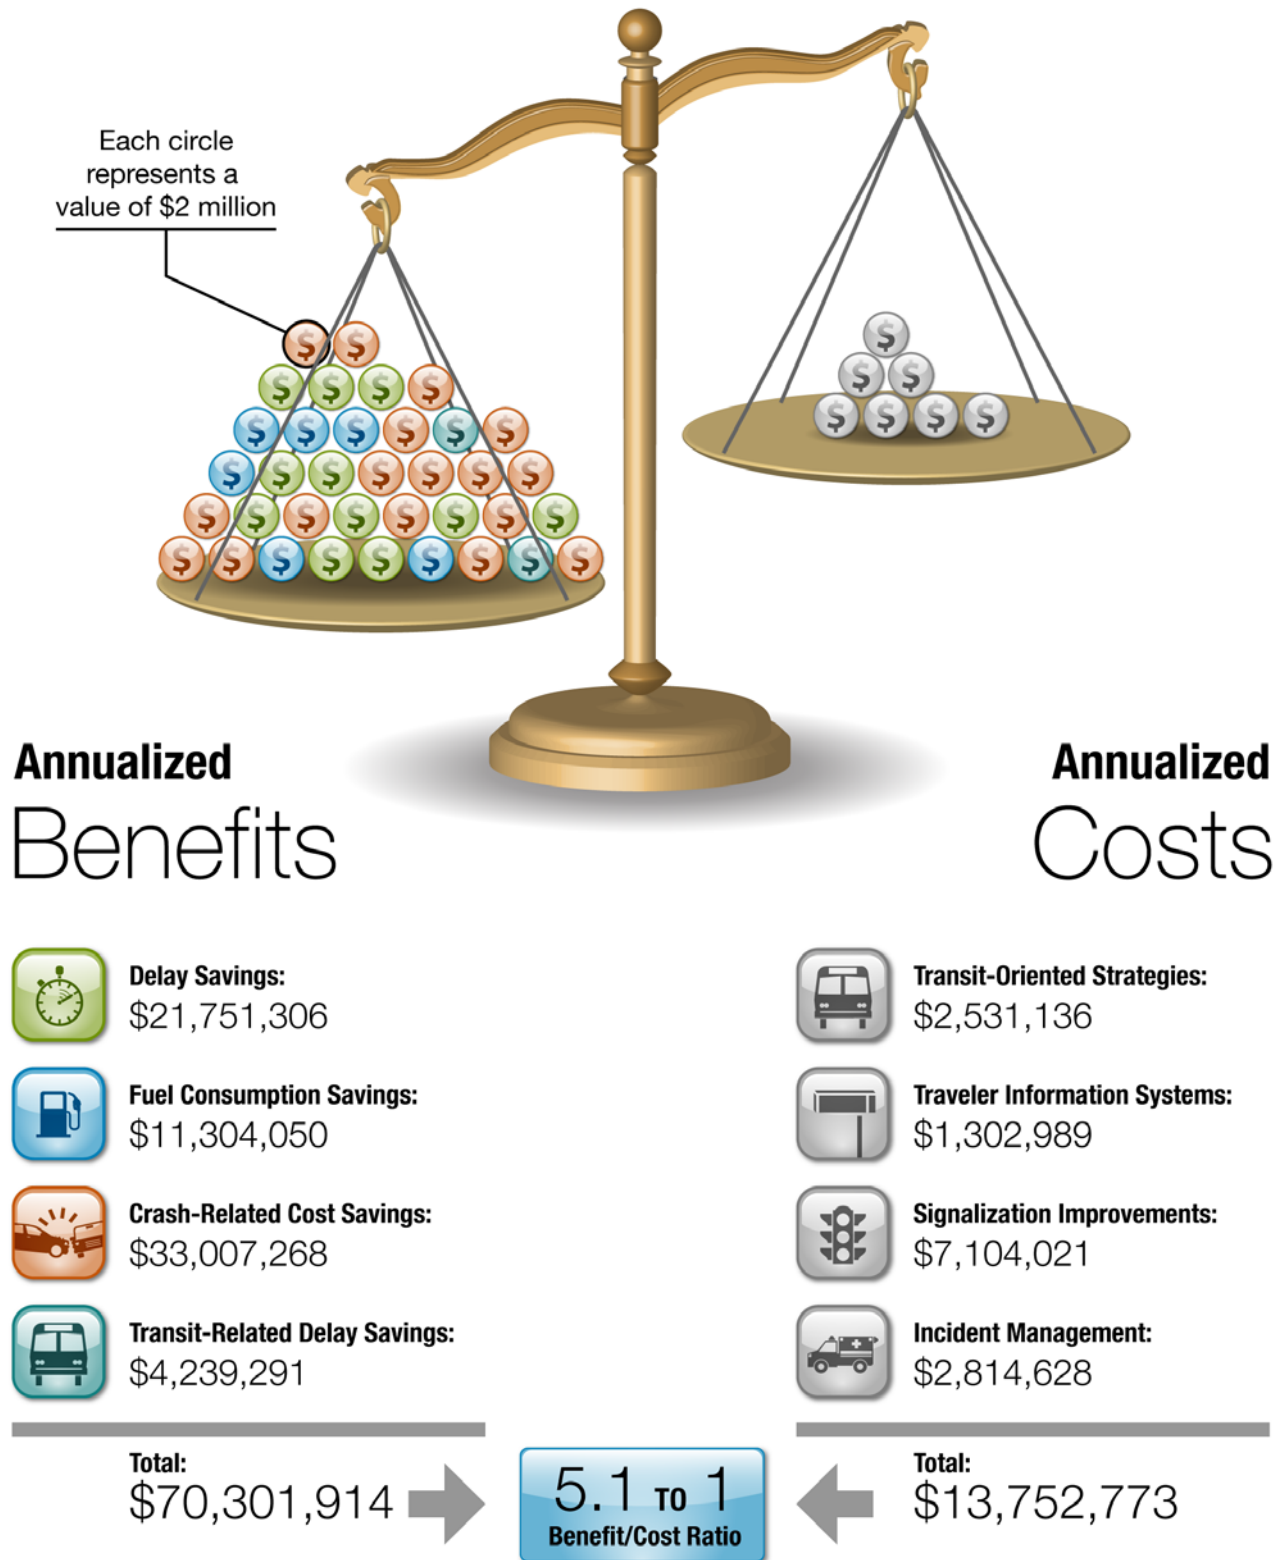 Each circle
represents a
value of $2 million
$ $
$ $ $ $
$ $ $ $ $ $
$ $ $ $ $ $ $
$ $ $ $ $ $ $ $
$ $ $ $ $ $ $ $ $
$
$ $
$ $ $ $
Annualized
Benefits
Delay Savings:
$21,751,306
Fuel Consumption Savings:
$11,304,050
Crash-Related Cost Savings:
$33,007,268
Transit-Related Delay Savings:
$4,239,291
Total:
$70,301,914
Annualized
Costs
Transit-Oriented Strategies:
$2,531,136
Traveler Information Systems:
$1,302,989
Signalization Improvements:
$7,104,021
Incident Management:
$2,814,628
Total:
$13,752,773
5.1 TO 1
Benefit/Cost Ratio